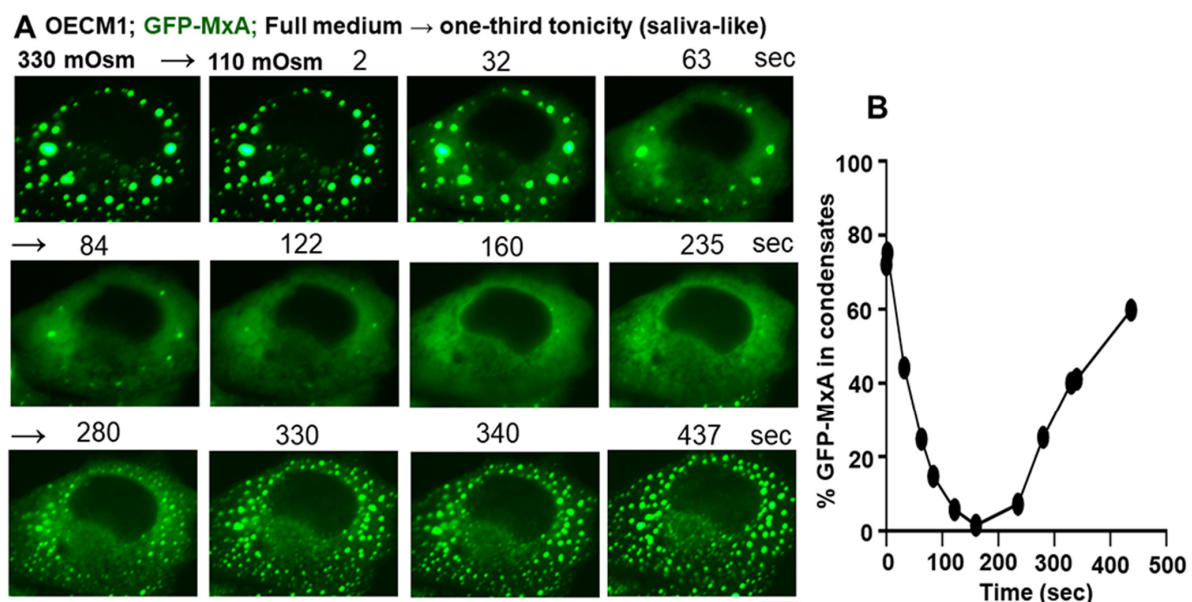 A OECM1; GFP-MxA; Full medium → one-third tonicity (saliva-like)
330 mOsm → 110 mOsm 2 32 63 sec
→ 84 122 160 235 sec
→ 280 330 340 437 sec
B
% GFP-MxA in condensates
100
80
60
40
20
0
0 100 200 300 400 500
Time (sec)